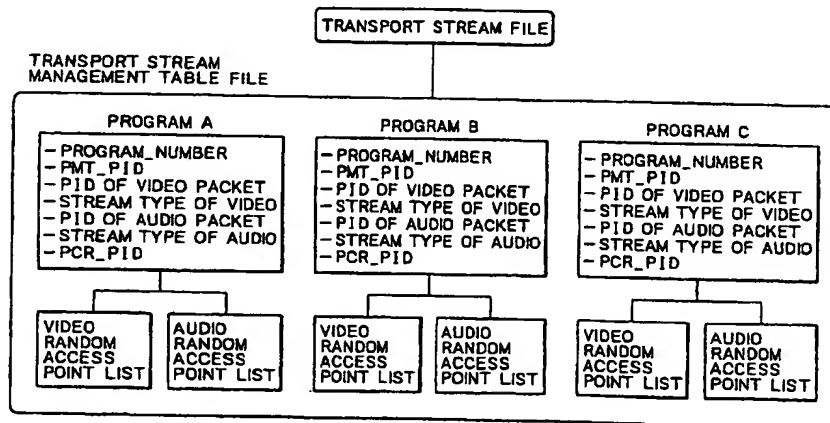 TRANSPORT STREAM FILE
TRANSPORT STREAM
MANAGEMENT TABLE FILE
PROGRAM A
- PROGRAM_NUMBER
- PMT_PID
- PID OF VIDEO PACKET
- STREAM TYPE OF VIDEO
- PID OF AUDIO PACKET
- STREAM TYPE OF AUDIO
- PCR_PID
VIDEO
RANDOM
ACCESS
POINT LIST
AUDIO
RANDOM
ACCESS
POINT LIST
PROGRAM B
- PROGRAM_NUMBER
- PMT_PID
- PID OF VIDEO PACKET
- STREAM TYPE OF VIDEO
- PID OF AUDIO PACKET
- STREAM TYPE OF AUDIO
- PCR_PID
VIDEO
RANDOM
ACCESS
POINT LIST
AUDIO
RANDOM
ACCESS
POINT LIST
PROGRAM C
- PROGRAM_NUMBER
- PMT_PID
- PID OF VIDEO PACKET
- STREAM TYPE OF VIDEO
- PID OF AUDIO PACKET
- STREAM TYPE OF AUDIO
- PCR_PID
VIDEO
RANDOM
ACCESS
POINT LIST
AUDIO
RANDOM
ACCESS
POINT LIST